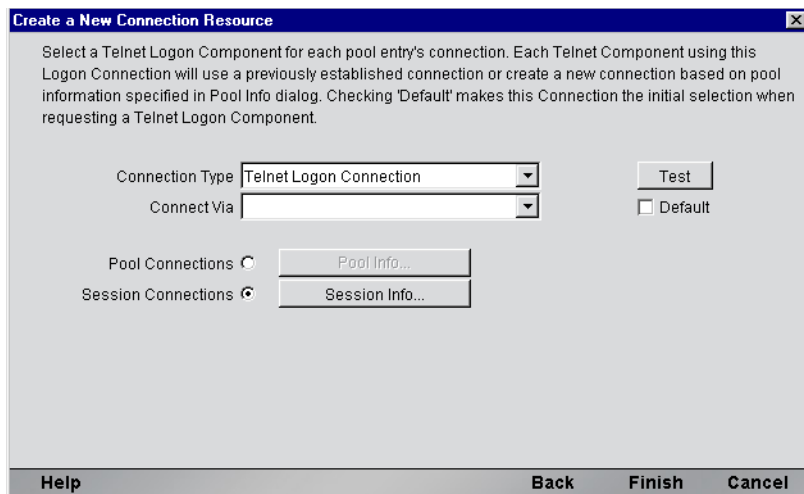 Create a New Connection Resource
Select a Telnet Logon Component for each pool entry's connection. Each Telnet Component using this
Logon Connection will use a previously established connection or create a new connection based on pool
information specified in Pool Info dialog. Checking 'Default' makes this Connection the initial selection when
requesting a Telnet Logon Component.
Connection Type Telnet Logon Connection Test
Connect Via Default
Pool Connections Pool Info...
Session Connections Session Info...
Help Back Finish Cancel